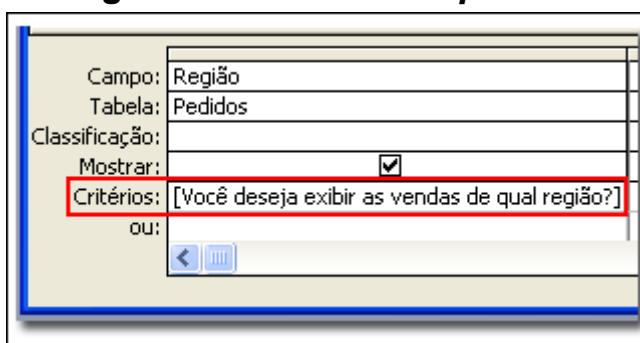 Campo: Região
Tabela: Pedidos
Classificação:
Mostrar:
Critérios: [Você deseja exibir as vendas de qual região?]
ou: